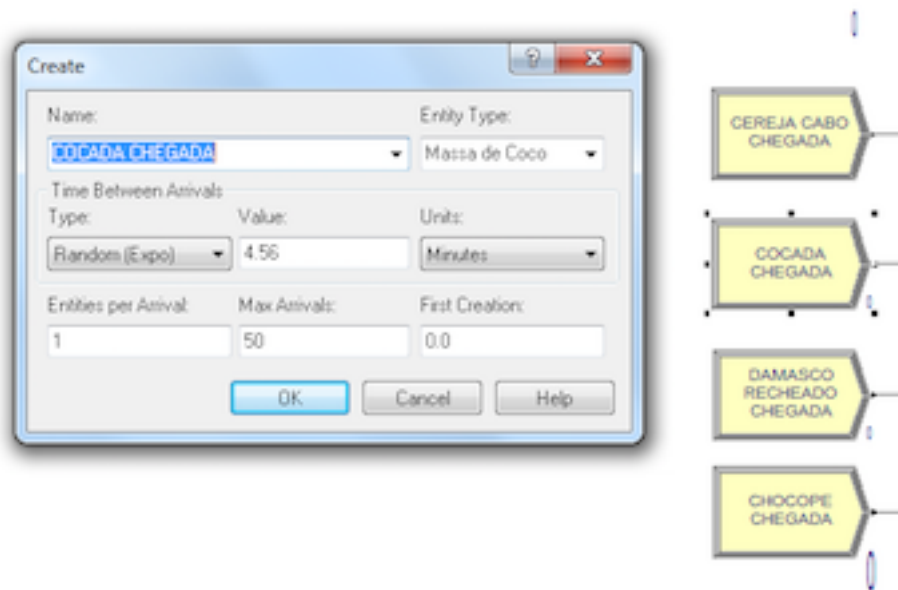 Create
Name:
Entity Type:
COCADA CHEGADA
Massa de Coco
Time Between Arrivals
Type:
Value:
Units:
Random (Expo)
4.56
Minutes
Entities per Arrival:
Max Arrivals:
First Creation:
1
50
0.0
OK
Cancel
Help
CEREJA CABO
CHEGADA
COCADA
CHEGADA
DAMASCO
RECHEADO
CHEGADA
CHOCOPE
CHEGADA